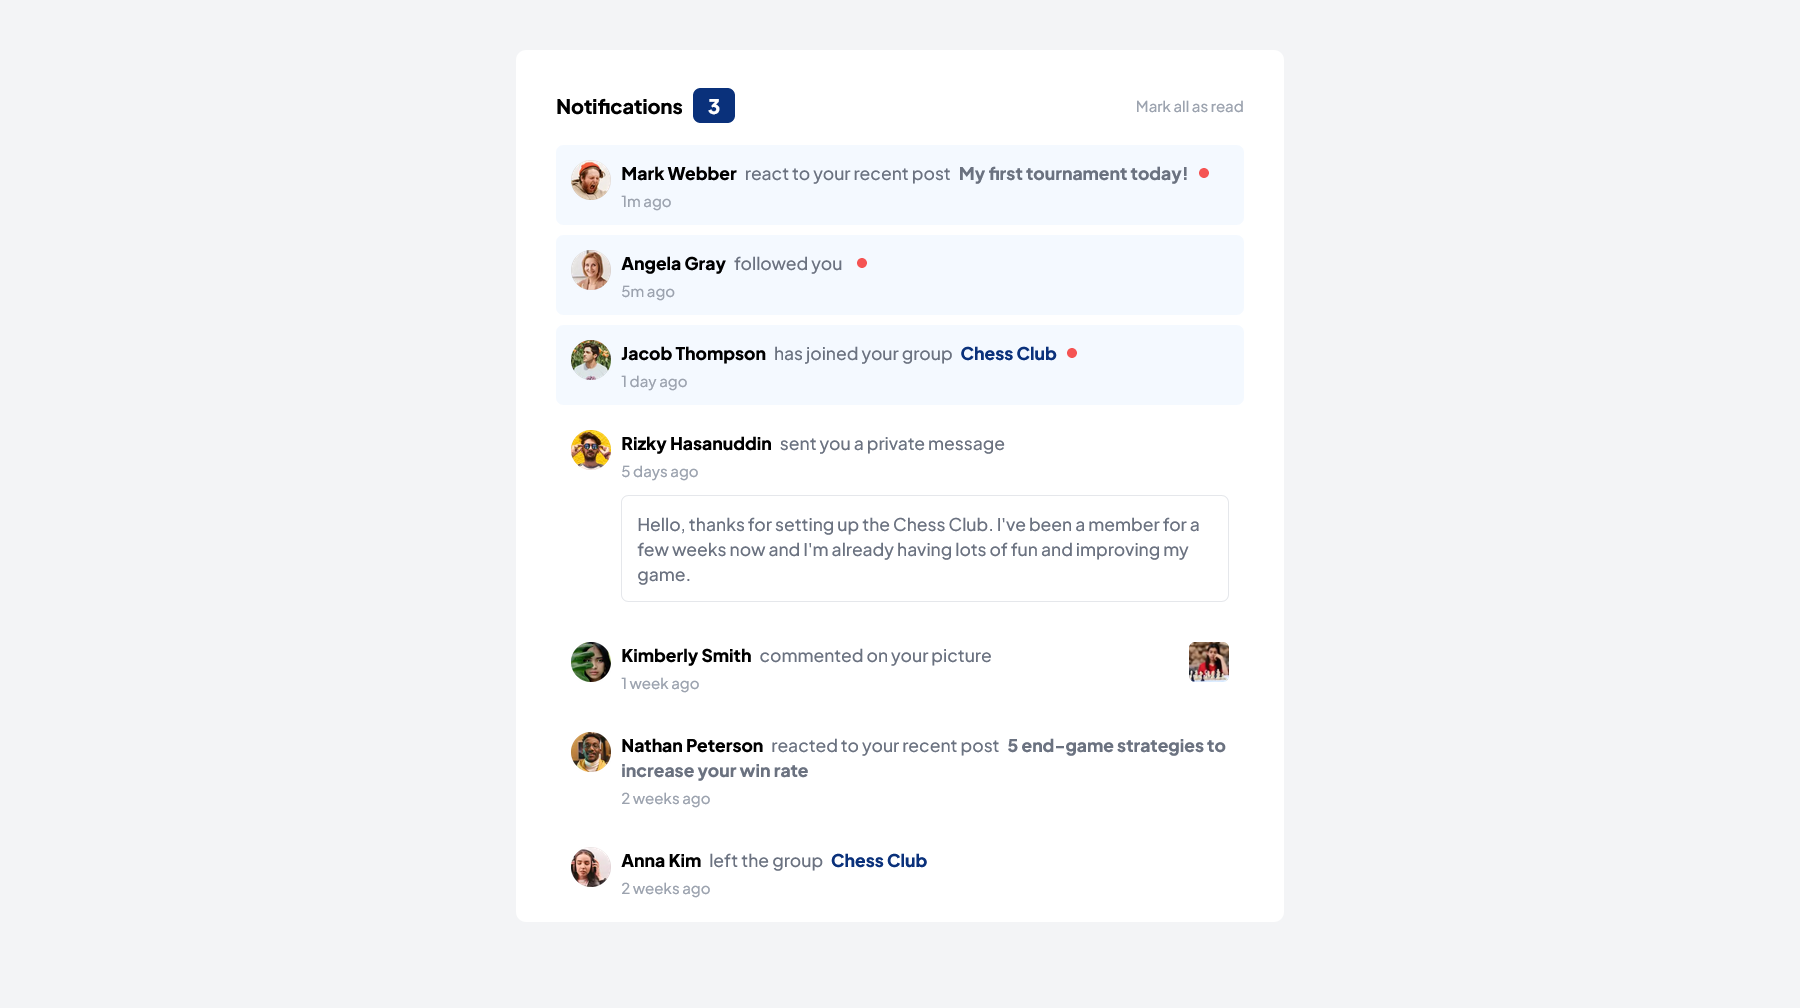 Notifications 3 Mark all as read
Mark Webber react to your recent post My first tournament today!
1m ago
Angela Gray followed you
5m ago
Jacob Thompson has joined your group Chess Club
1 day ago
Rizky Hasanuddin sent you a private message
5 days ago
Hello, thanks for setting up the Chess Club. I've been a member for a
few weeks now and I'm already having lots of fun and improving my
game.
Kimberly Smith commented on your picture
1 week ago
Nathan Peterson reacted to your recent post 5 end-game strategies to
increase your win rate
2 weeks ago
Anna Kim left the group Chess Club
2 weeks ago